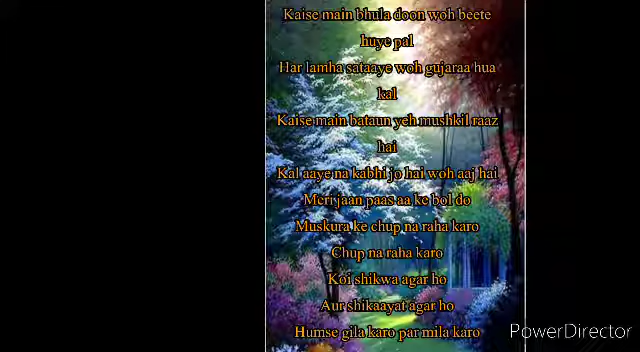 Kaise main bhula doon woh beete
huye pal
Har lamha sataaye woh gujaraa hua
kal
Kaise main bataun yeh mushkil raaz
hai
Kal aaye na kabhi jo hai woh aaj hai
Meri jaan paas aa ke bol do
Muskura ke chup na raha karo
Chup na raha karo
Koi shikwa agar ho
Aur shikaayat agar ho
Humse gila karo par mila karo
PowerDirector